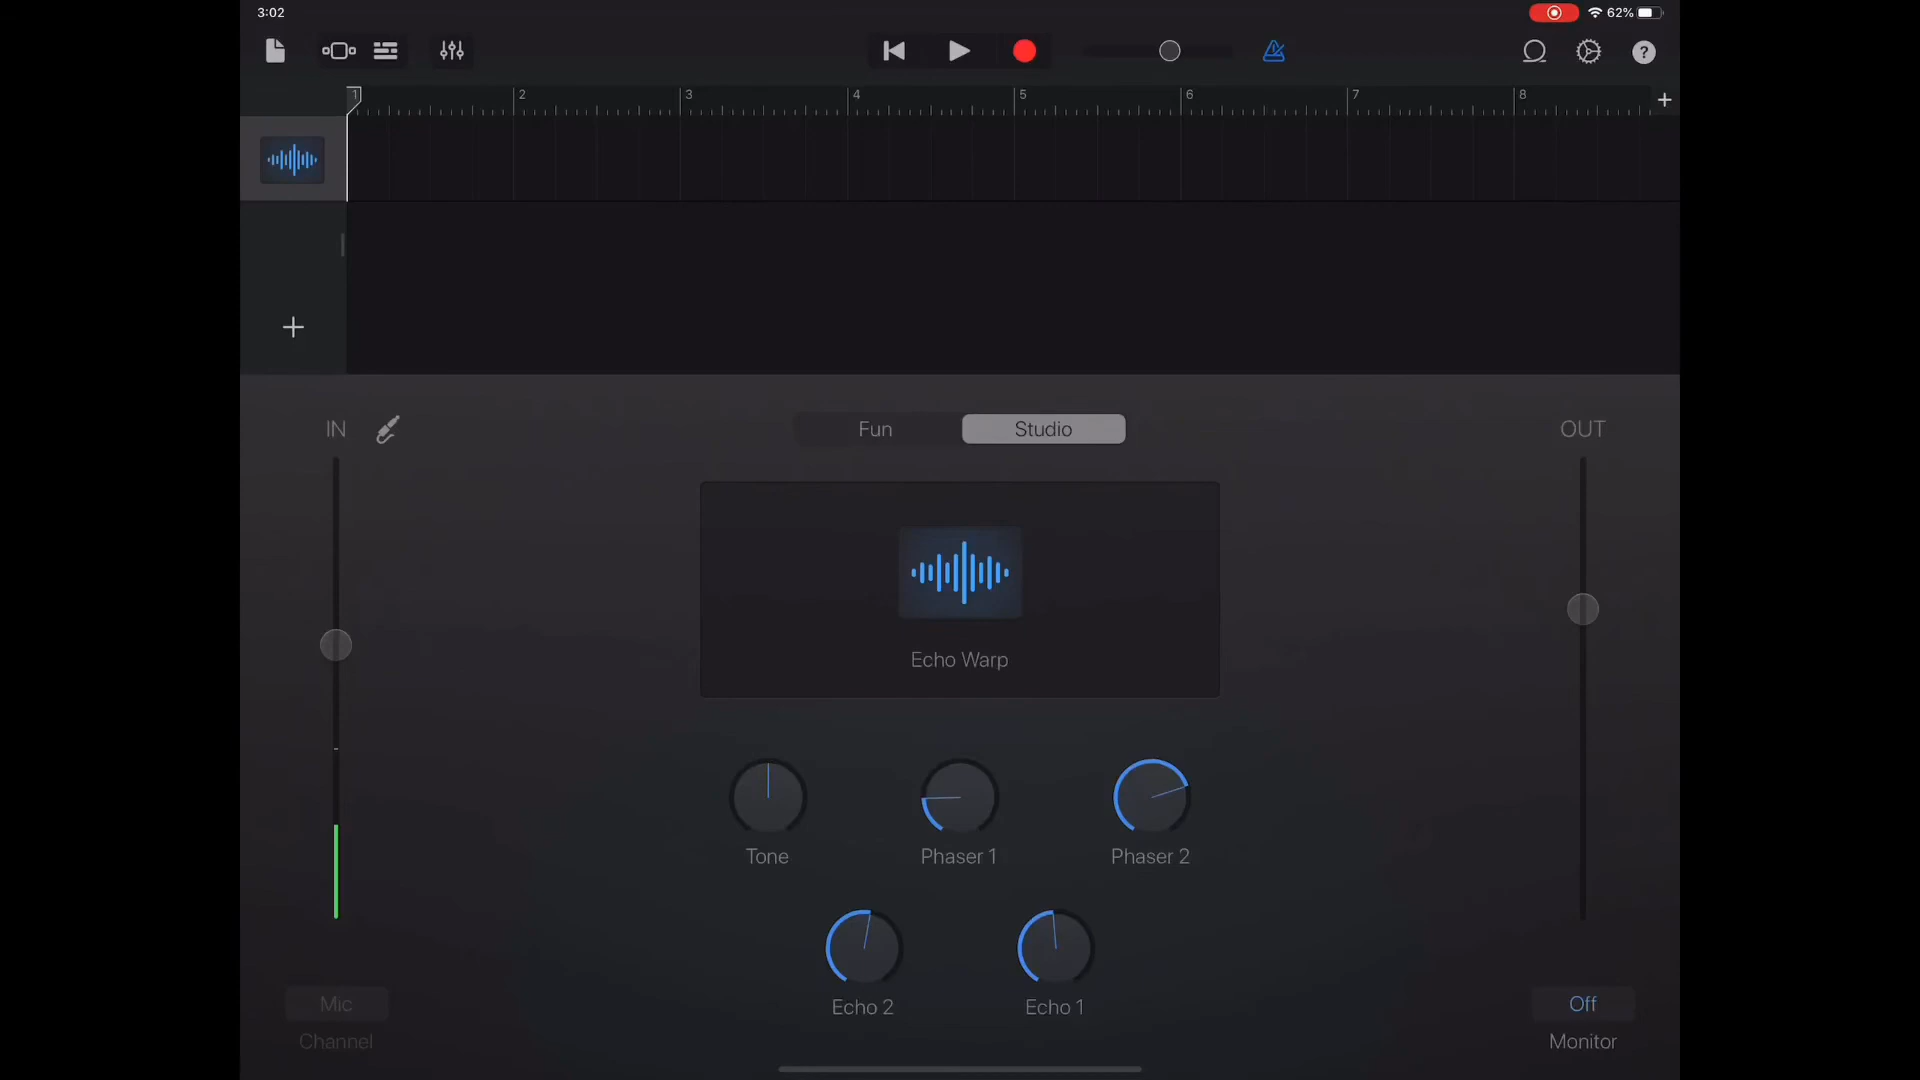 3:02
62%
?
1
2
3
4
5
6
7
8
IN
Fun
Studio
OUT
Echo Warp
Tone
Phaser 1
Phaser 2
Echo 2
Echo 1
Mic
Channel
Off
Monitor